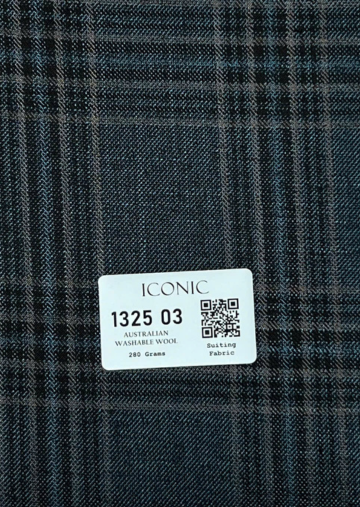 ICONIC
1325 03
AUSTRALIAN
WASHABLE WOOL
280 Grams
Suiting
Fabric